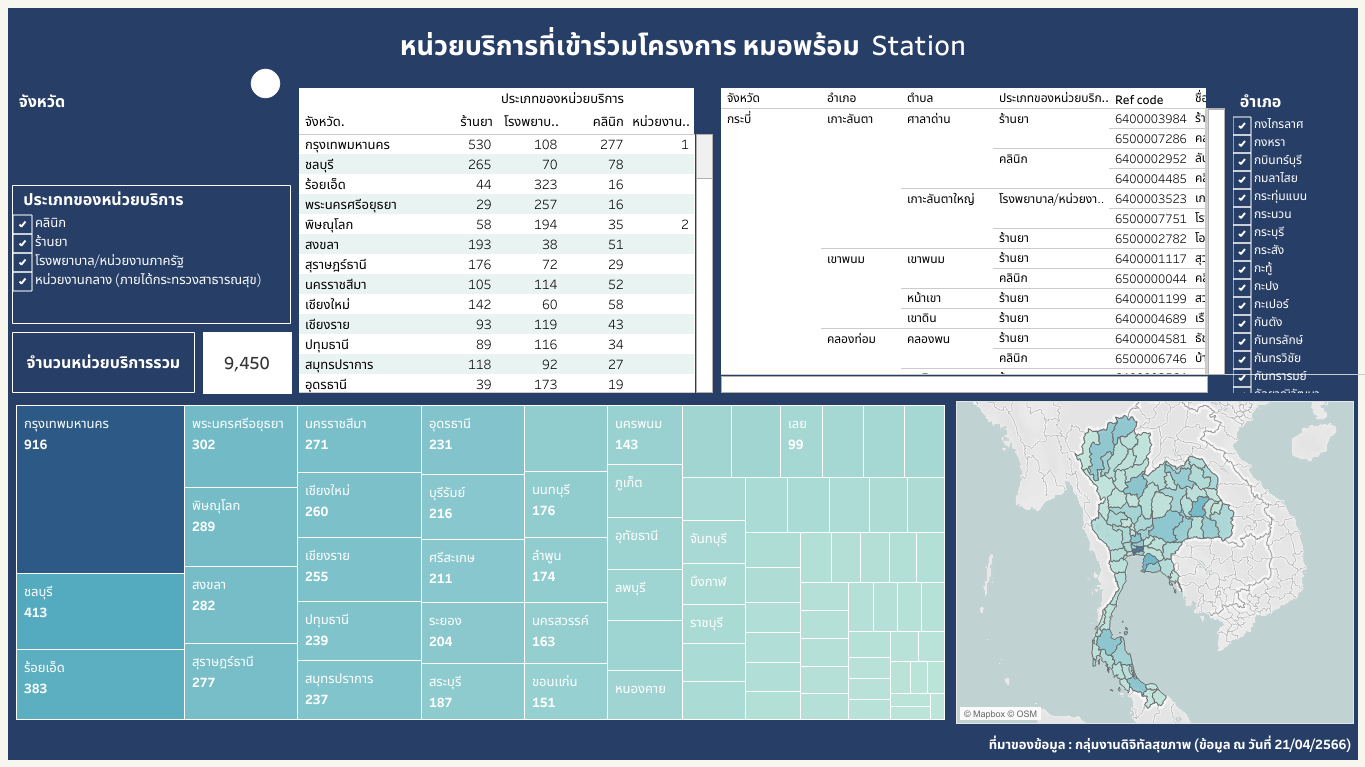 หน่วยบริการที่เข้าร่วมโครงการ หมอพร้อม Station
จังหวัด
ประเภทของหน่วยบริการ
คลินิก
ร้านยา
โรงพยาบาล/หน่วยงานภาครัฐ
หน่วยงานกลาง (ภายใต้กระทรวงสาธารณสุข)
จำนวนหน่วยบริการรวม
9,450
ประเภทของหน่วยบริการ
จังหวัด. ร้านยา โรงพยาบ.. คลินิก หน่วยงาน..
กรุงเทพมหานคร 530 108 277 1
ชลบุรี 265 70 78
ร้อยเอ็ด 44 323 16
พระนครศรีอยุธยา 29 257 16
พิษณุโลก 58 194 35 2
สงขลา 193 38 51
สุราษฎร์ธานี 176 72 29
นครราชสีมา 105 114 52
เชียงใหม่ 142 60 58
เชียงราย 93 119 43
ปทุมธานี 89 116 34
สมุทรปราการ 118 92 27
อุดรธานี 39 173 19
จังหวัด อำเภอ ตำบล ประเภทของหน่วยบริก.. Ref code
กระบี่ เกาะลันตา ศาลาด่าน ร้านยา 6400003984
6500007286
คลินิก 6400002952
6400004485
เกาะลันตาใหญ่ โรงพยาบาล/หน่วยงา.. 6400003523
6500007751
ร้านยา 6500002782
เขาพนม เขาพนม ร้านยา 6400001117
คลินิก 6500000044
หน้าเขา ร้านยา 6400001199
เขาดิน ร้านยา 6400004689
คลองท่อม คลองพน ร้านยา 6400004581
คลินิก 6500006746
อำเภอ
กงไกรลาศ
กงหรา
กบินทร์บุรี
กมลาไสย
กระทุ่มแบน
กระนวน
กระบุรี
กระสัง
กะทู้
กะปง
กะเปอร์
กันตัง
กันทรลักษ์
กันทรวิชัย
กันทรารมย์
กรุงเทพมหานคร
916
ชลบุรี
413
ร้อยเอ็ด
383
พระนครศรีอยุธยา
302
พิษณุโลก
289
สงขลา
282
สุราษฎร์ธานี
277
นครราชสีมา
271
เชียงใหม่
260
เชียงราย
255
ปทุมธานี
239
สมุทรปราการ
237
อุดรธานี
231
บุรีรัมย์
216
ศรีสะเกษ
211
ระยอง
204
สระบุรี
187
นนทบุรี
176
ลำพูน
174
นครสวรรค์
163
ขอนแก่น
151
นครพนม
143
ภูเก็ต
อุทัยธานี
ลพบุรี
หนองคาย
จันทบุรี
บึงกาฬ
ราชบุรี
เลย
99
© Mapbox © OSM
ที่มาของข้อมูล : กลุ่มงานดิจิทัลสุขภาพ (ข้อมูล ณ วันที่ 21/04/2566)